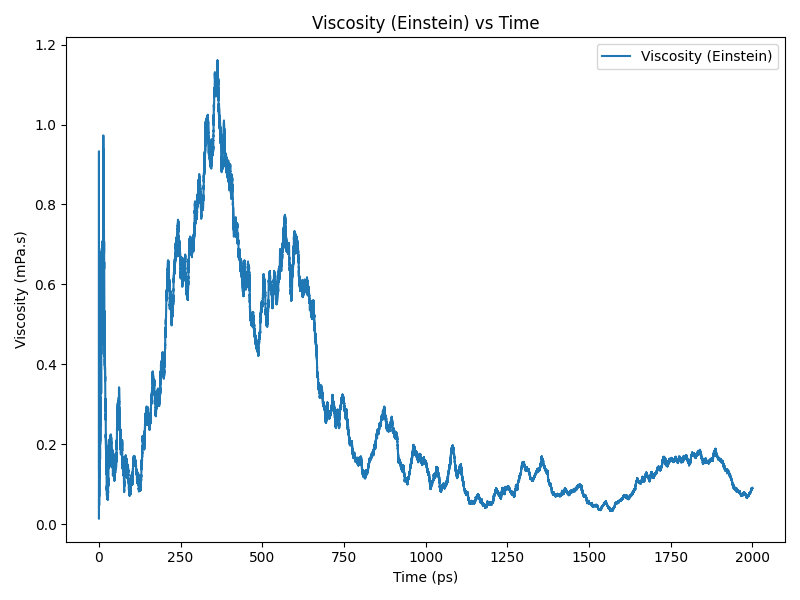 Viscosity (Einstein) vs Time
Viscosity (Einstein)
1.2
1.0
0.8
0.6
0.4
0.2
0.0
Viscosity (mPa.s)
0 250 500 750 1000 1250 1500 1750 2000
Time (ps)